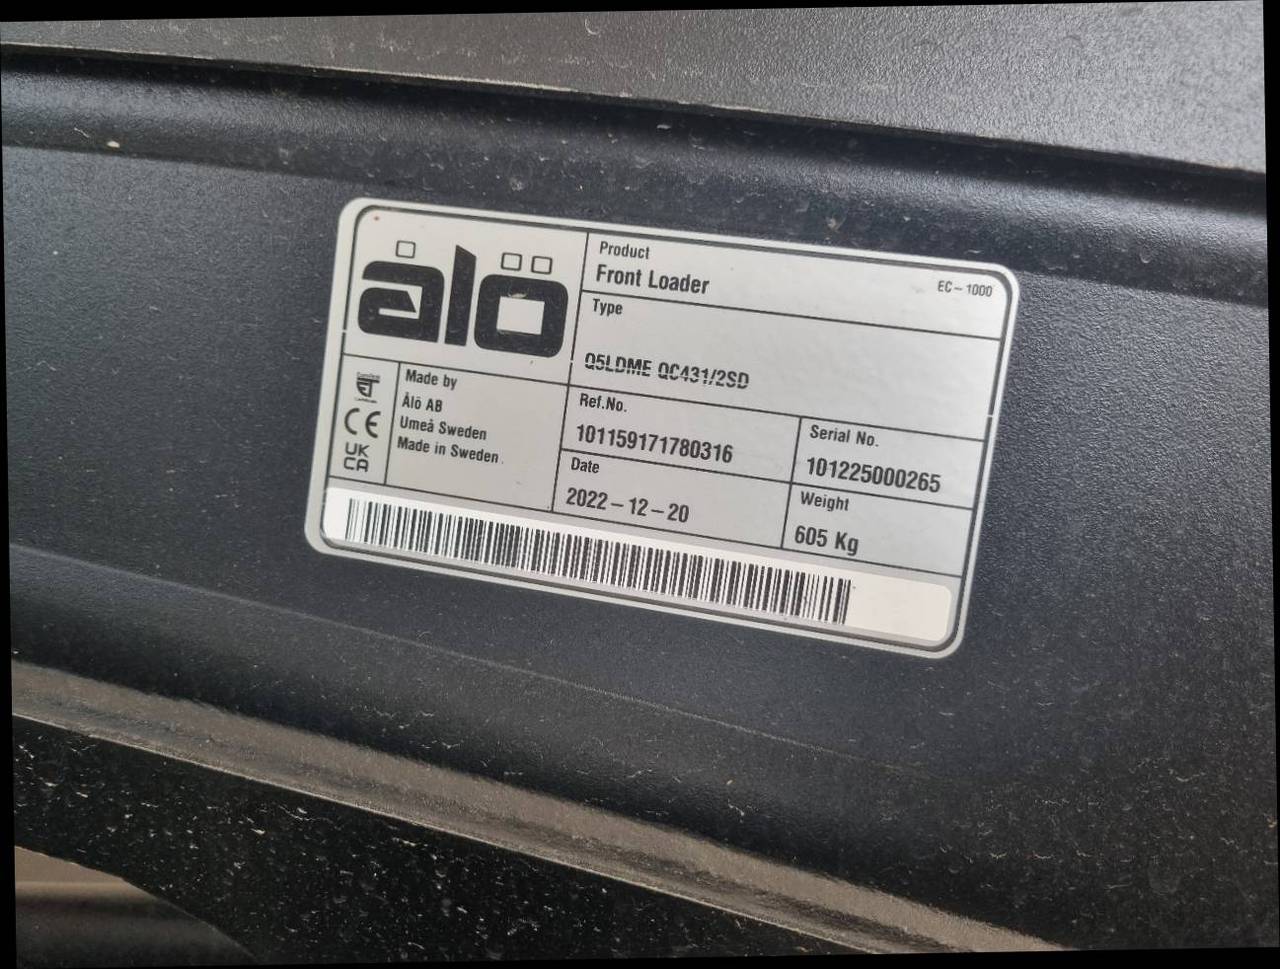 ålö
Product
Front Loader
EC-1000
Type
Q5LDME QC431/2SD
Made by
Ålö AB
Umeå Sweden
Made in Sweden
CE
UK
CA
Ref.No.
101159171780316
Serial No.
101225000265
Date
2022-12-20
Weight
605 Kg